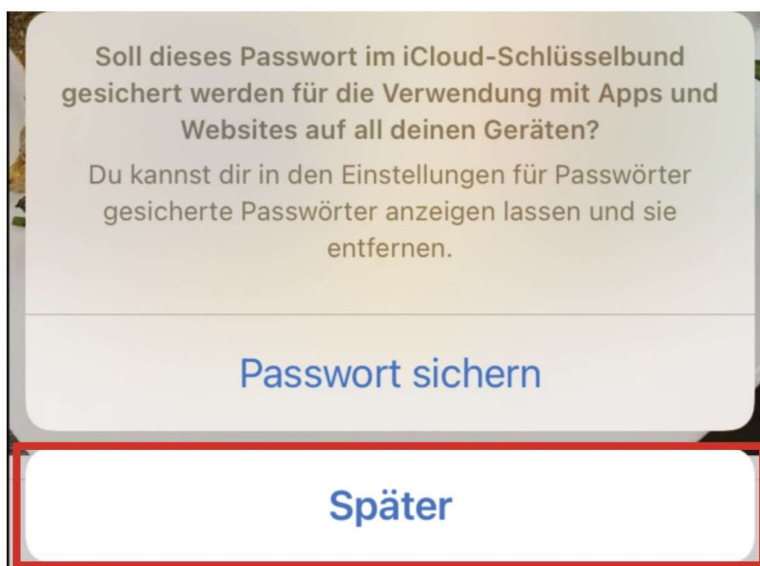 Soll dieses Passwort im iCloud-Schlüsselbund
gesichert werden für die Verwendung mit Apps und
Websites auf all deinen Geräten?
Du kannst dir in den Einstellungen für Passwörter
gesicherte Passwörter anzeigen lassen und sie
entfernen.
Passwort sichern
Später